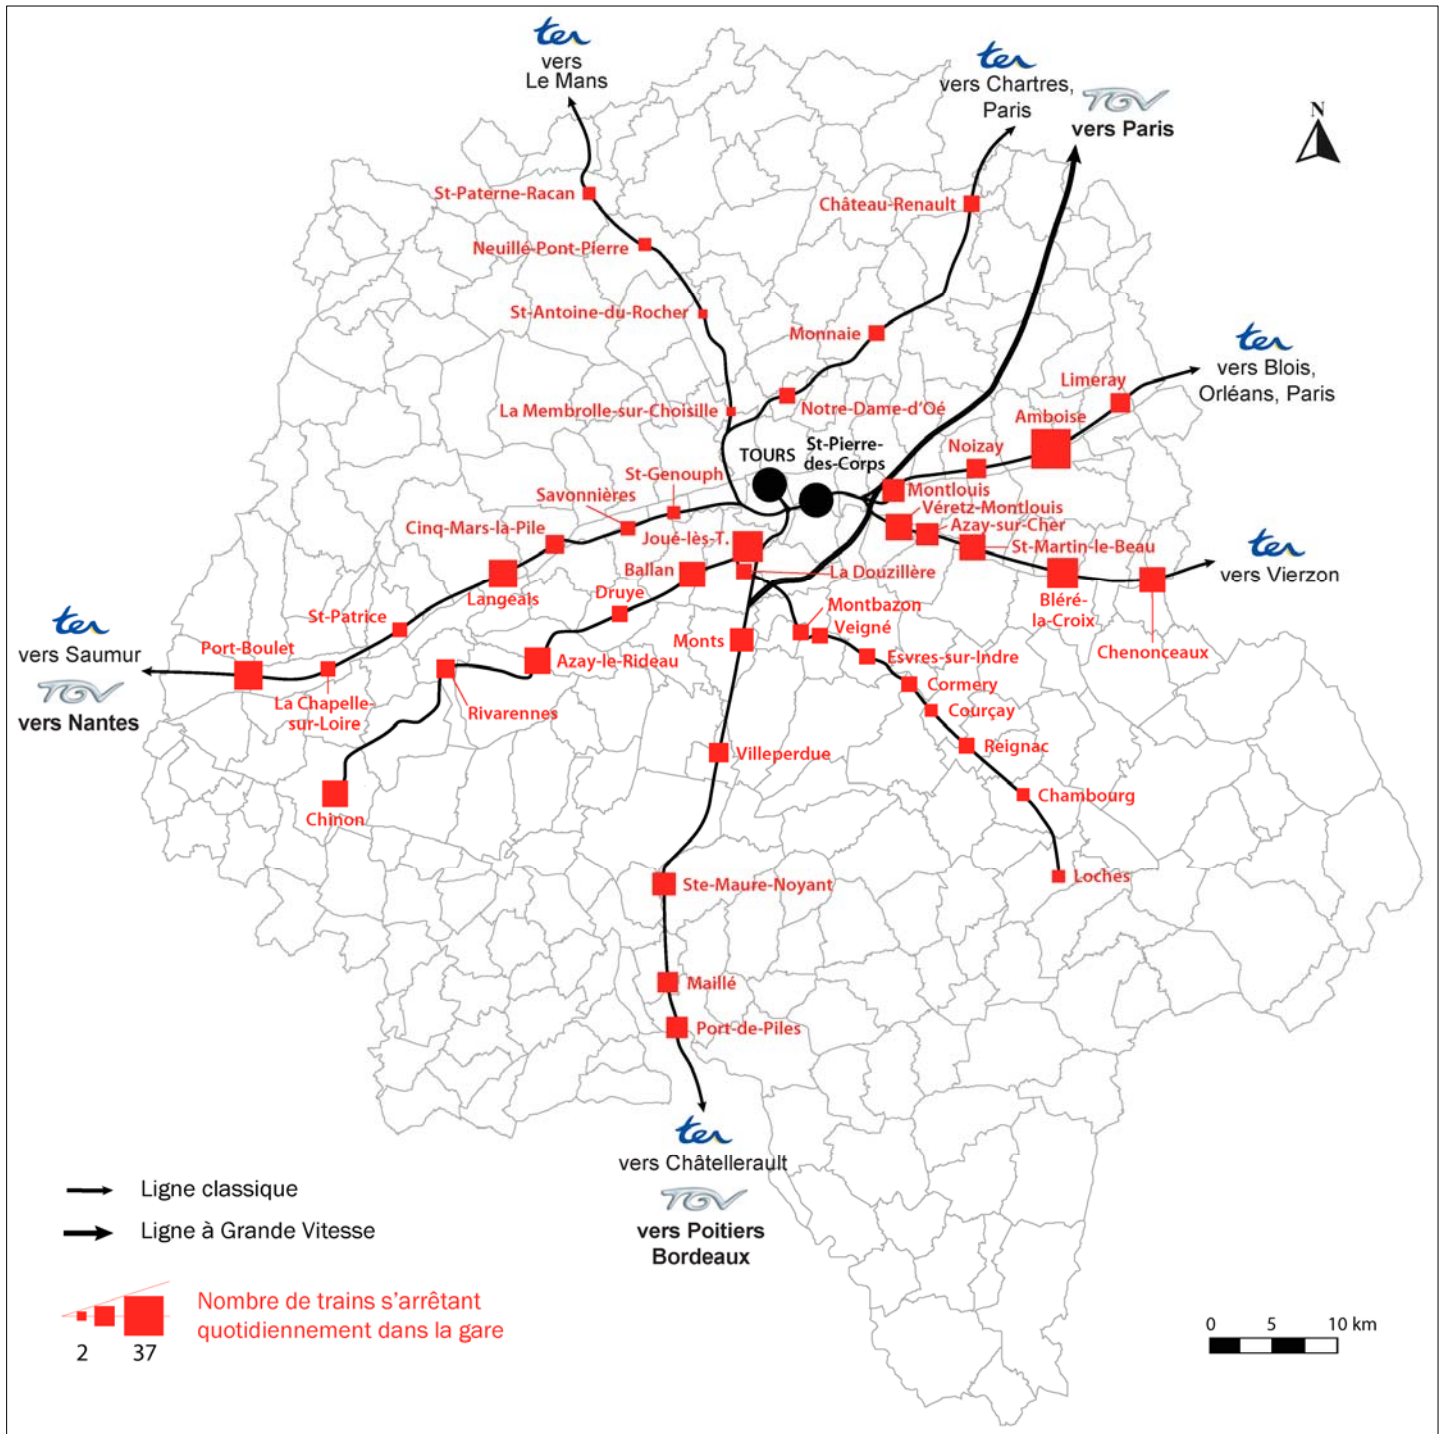 ter
vers
Le Mans
ter
vers Chartres,
Paris
TGV
vers Paris
N
St-Paterne-Racan
Château-Renault
Neuillé-Pont-Pierre
St-Antoine-du-Rocher
Monnaie
ter
vers Blois,
Orléans, Paris
Limeray
La Membrolle-sur-Choisille
Notre-Dame-d'Oé
Amboise
TOURS
St-Pierre-
des-Corps
Noizay
St-Genouph
Montlouis
Savonnières
Véretz-Montlouis
Cinq-Mars-la-Pile
Azay-sur-Cher
Joué-lès-T.
St-Martin-le-Beau
ter
vers Vierzon
Ballan
La Douzillère
Langeais
Druye
Bléré-
la-Croix
Montbazon
St-Patrice
Veigné
ter
vers Saumur
TGV
vers Nantes
Port-Boulet
Monts
Chenonceaux
Azay-le-Rideau
Esvres-sur-Indre
La Chapelle-
sur-Loire
Rivarennes
Cormery
Courçay
Villeperdue
Reignac
Chinon
Chambourg
Ste-Maure-Noyant
Loches
Maillé
Port-de-Piles
ter
vers Châtellerault
TGV
vers Poitiers
Bordeaux
Ligne classique
Ligne à Grande Vitesse
Nombre de trains s'arrêtant
quotidiennement dans la gare
2 37
0 5 10 km